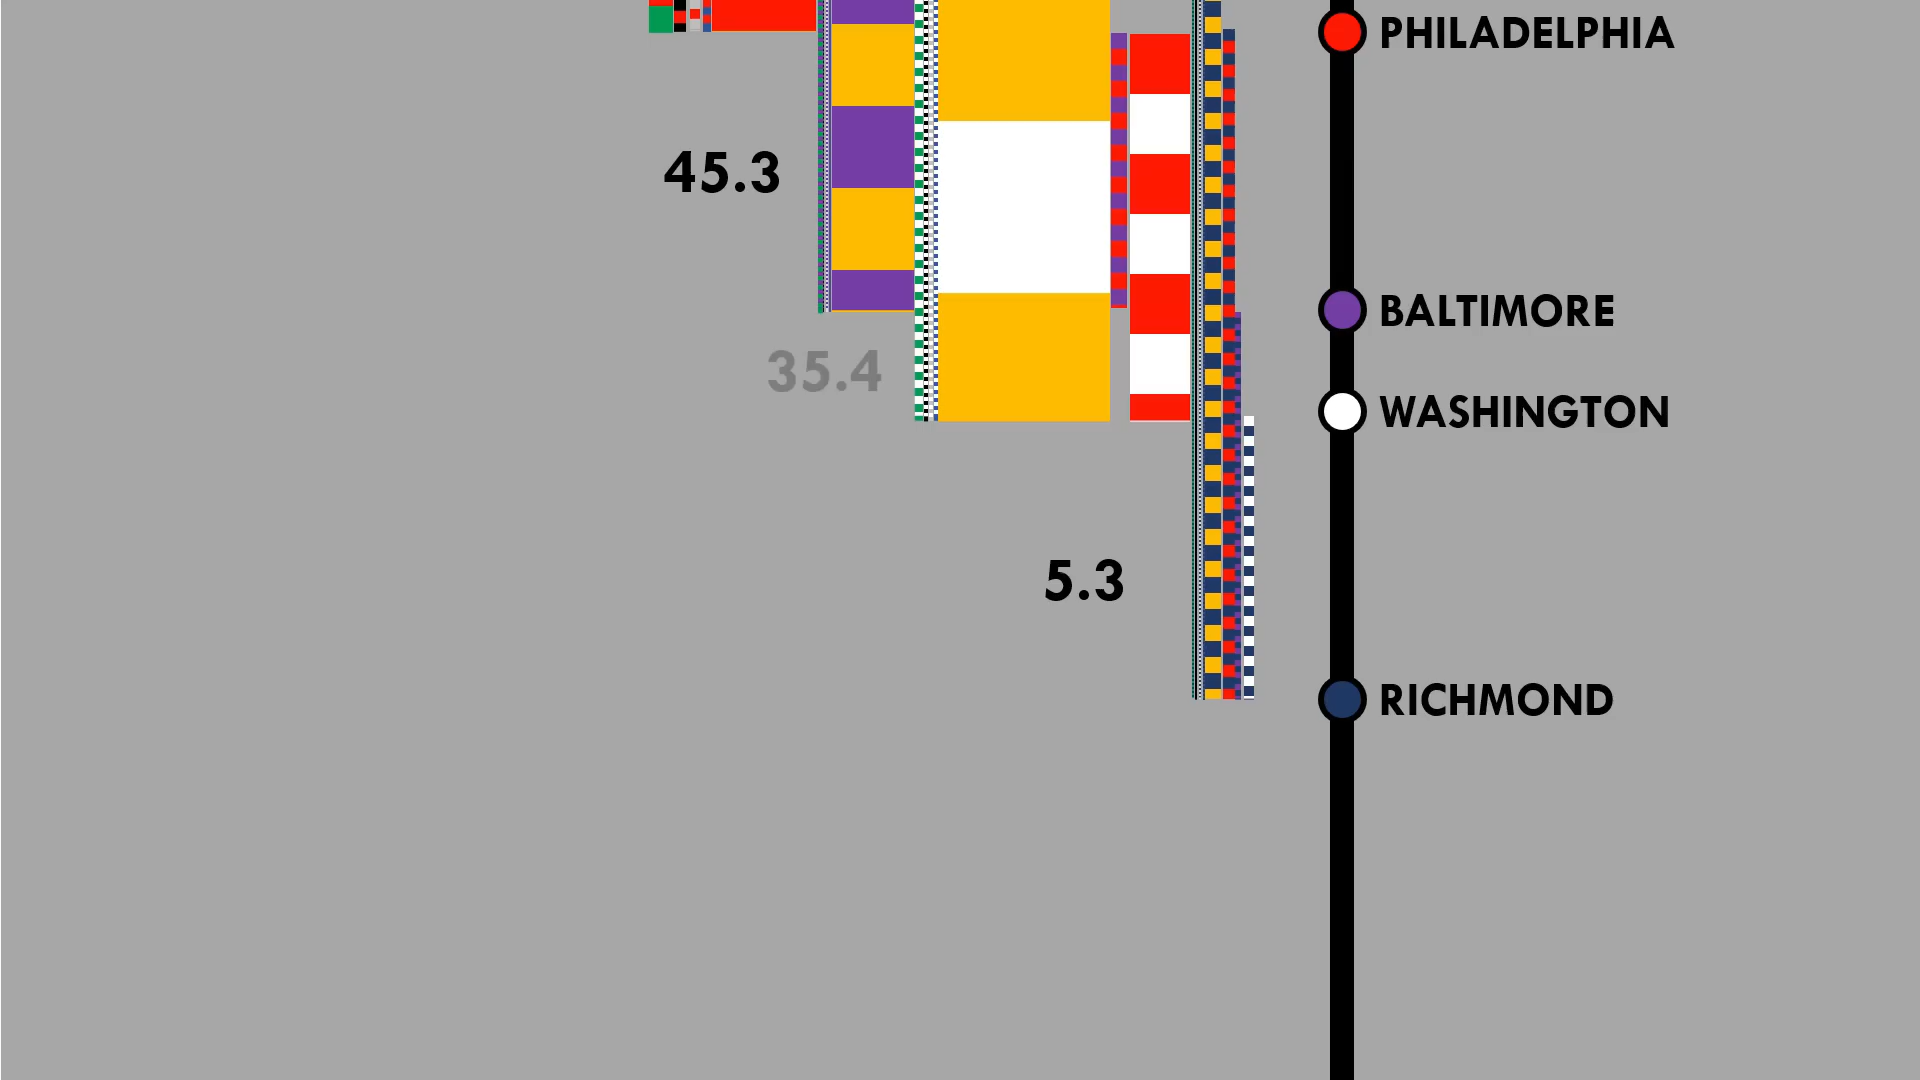 PHILADELPHIA
45.3
BALTIMORE
35.4
WASHINGTON
5.3
RICHMOND